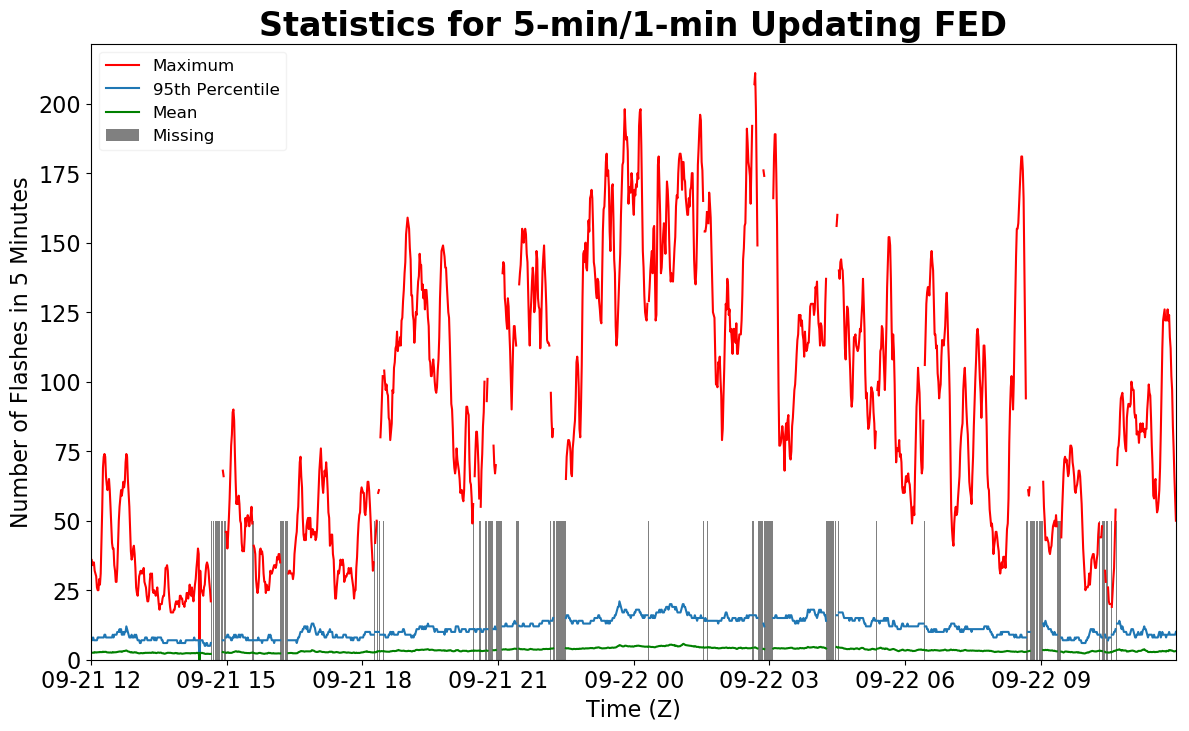 Statistics for 5-min/1-min Updating FED
Maximum
95th Percentile
Mean
Missing
Number of Flashes in 5 Minutes
200
175
150
125
100
75
50
25
0
09-21 12
09-21 15
09-21 18
09-21 21
09-22 00
09-22 03
09-22 06
09-22 09
Time (Z)